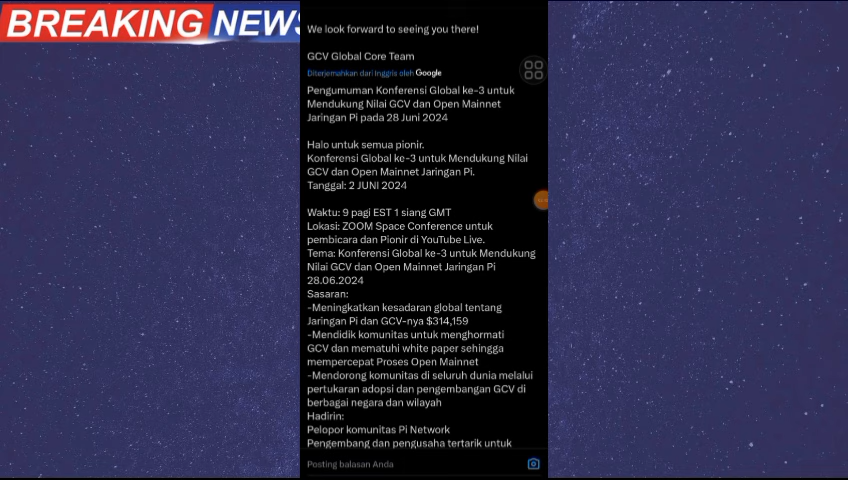 BREAKING NEWS
We look forward to seeing you there!
GCV Global Core Team
Diterjemahkan dari Inggris oleh Google
Pengumuman Konferensi Global ke-3 untuk
Mendukung Nilai GCV dan Open Mainnet
Jaringan Pi pada 28 Juni 2024
Halo untuk semua pionir.
Konferensi Global ke-3 untuk Mendukung Nilai
GCV dan Open Mainnet Jaringan Pi.
Tanggal: 2 JUNI 2024
Waktu: 9 pagi EST 1 siang GMT
Lokasi: ZOOM Space Conference untuk
pembicara dan Pionir di YouTube Live.
Tema: Konferensi Global ke-3 untuk Mendukung
Nilai GCV dan Open Mainnet Jaringan Pi
28.06.2024
Sasaran:
-Meningkatkan kesadaran global tentang
Jaringan Pi dan GCV-nya $314,159
-Mendidik komunitas untuk menghormati
GCV dan mematuhi white paper sehingga
mempercepat Proses Open Mainnet
-Mendorong komunitas di seluruh dunia melalui
pertukaran adopsi dan pengembangan GCV di
berbagai negara dan wilayah
Hadirin:
Pelopor komunitas Pi Network
Pengembang dan pengusaha tertarik untuk
Posting balasan Anda